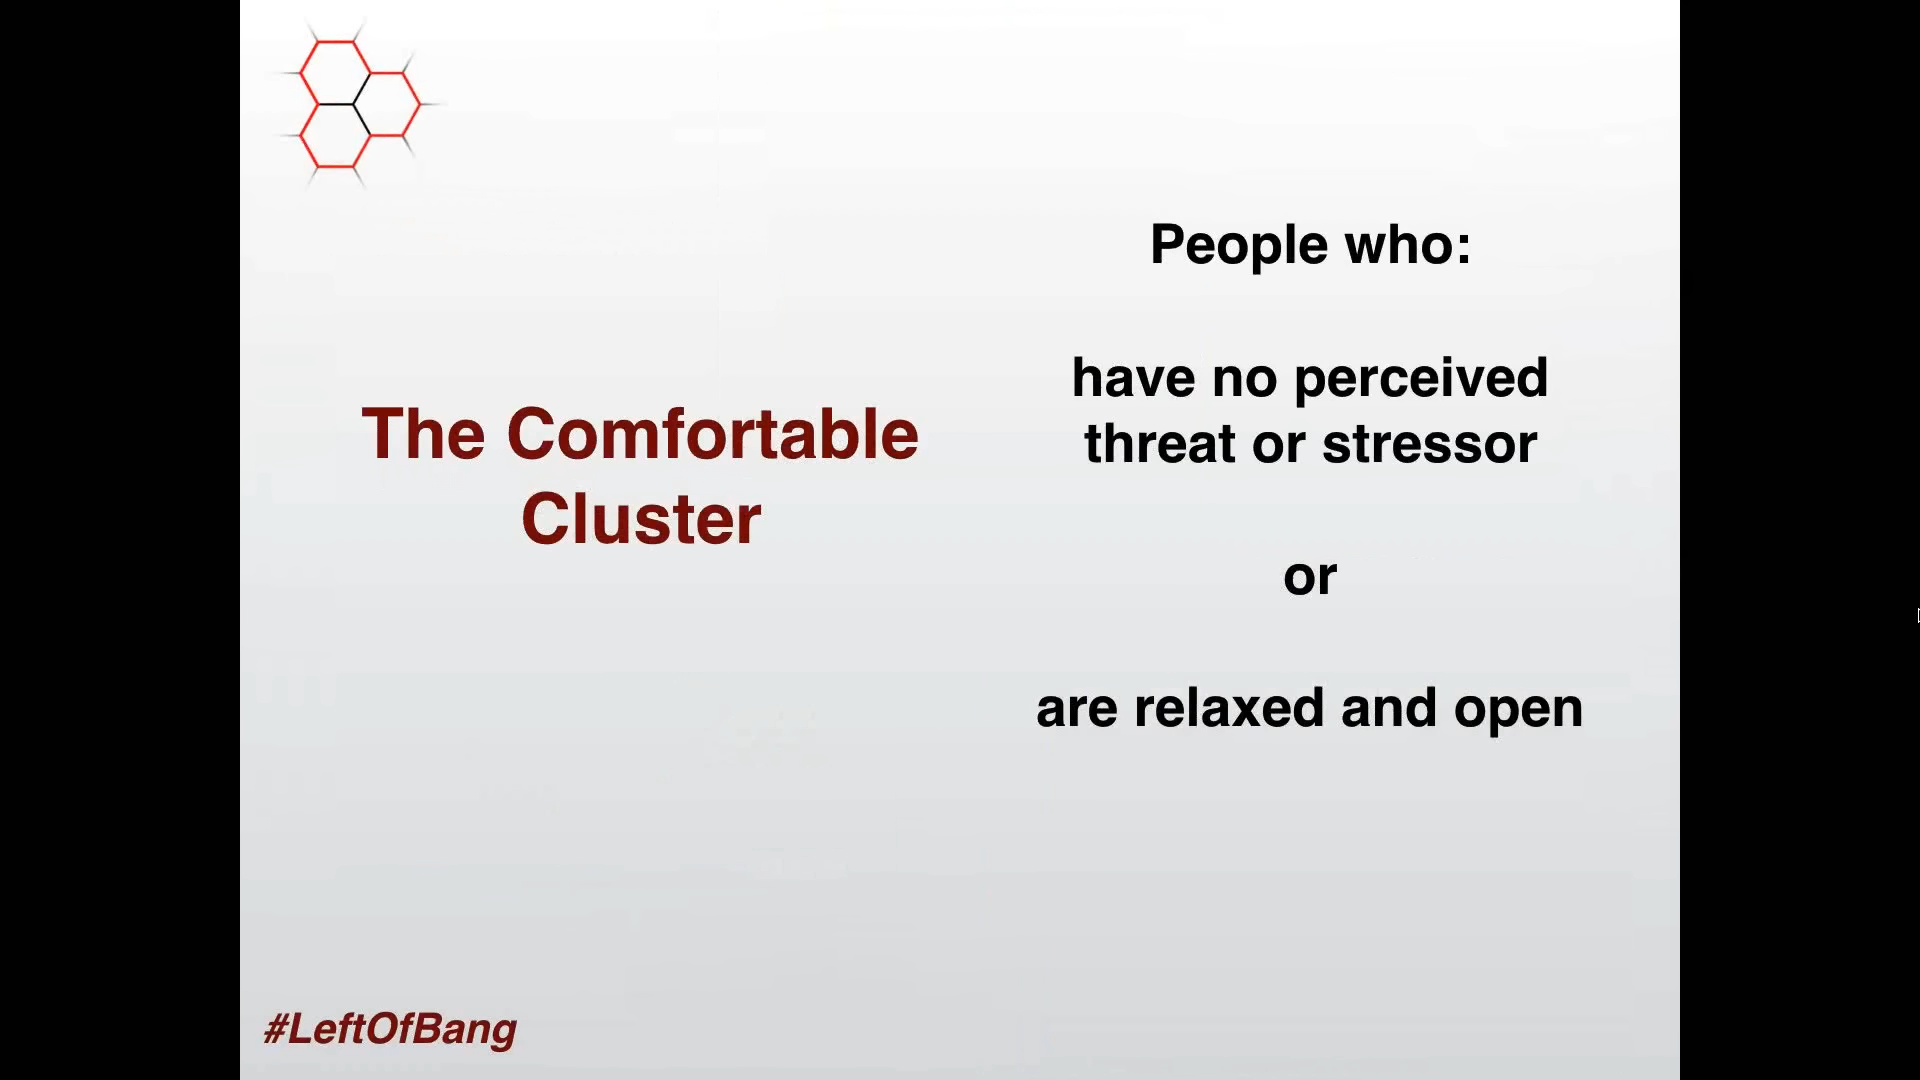 The Comfortable
Cluster
People who:
have no perceived
threat or stressor
or
are relaxed and open
#LeftOfBang